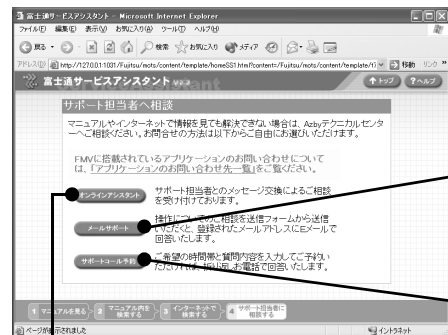 富士通サービスアシスタント - Microsoft Internet Explorer
ファイル(F) 編集(E) 表示(V) お気に入り(A) ツール(T) ヘルプ(H)
戻る 検索 お気に入り メディア
アドレス(D) 移動 リンク
富士通サービスアシスタント トップ ヘルプ
サポート担当者へ相談
マニュアルやインターネットで情報を見ても解決できない場合は、Azbyテクニカルセンターへご相談ください。お問合せの方法は以下からご自由にお選びいただけます。
FMVに搭載されているアプリケーションのお問い合わせについて
は、「アプリケーションのお問い合わせ先一覧」をご覧ください。
オンラインアシスタント
サポート担当者とのメッセージ交換によるご相談
を受け付けております。
メールサポート
操作についてのご相談を送信フォームから送信
いただくと、登録されたメールアドレスにEメールで
回答いたします。
サポートコール予約
ご希望の時間帯と質問内容を入力してご予約い
ただければ、折り返しお電話で回答いたします。
1 マニュアルを見る 2 マニュアル内を検索する 3 インターネットで検索する 4 サポート担当者に相談する
ページが表示されました イントラネット